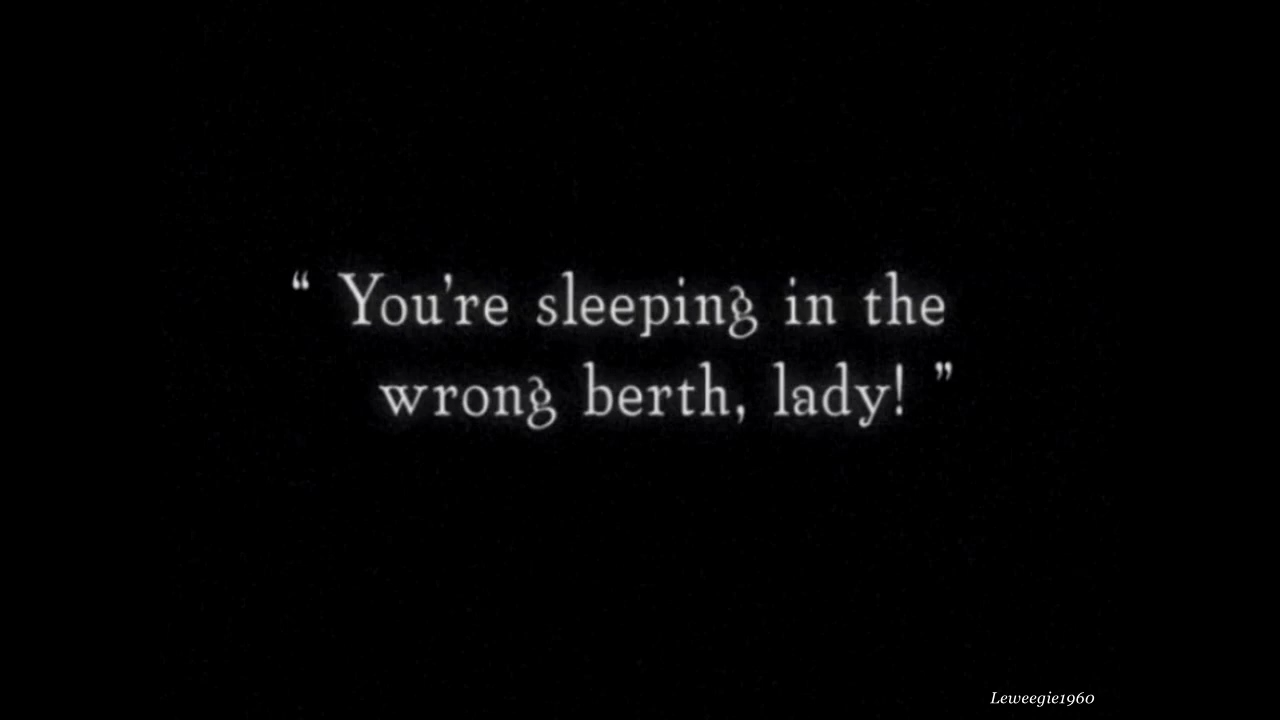 “ You’re sleeping in the
wrong berth, lady! ”
Leweegie1960